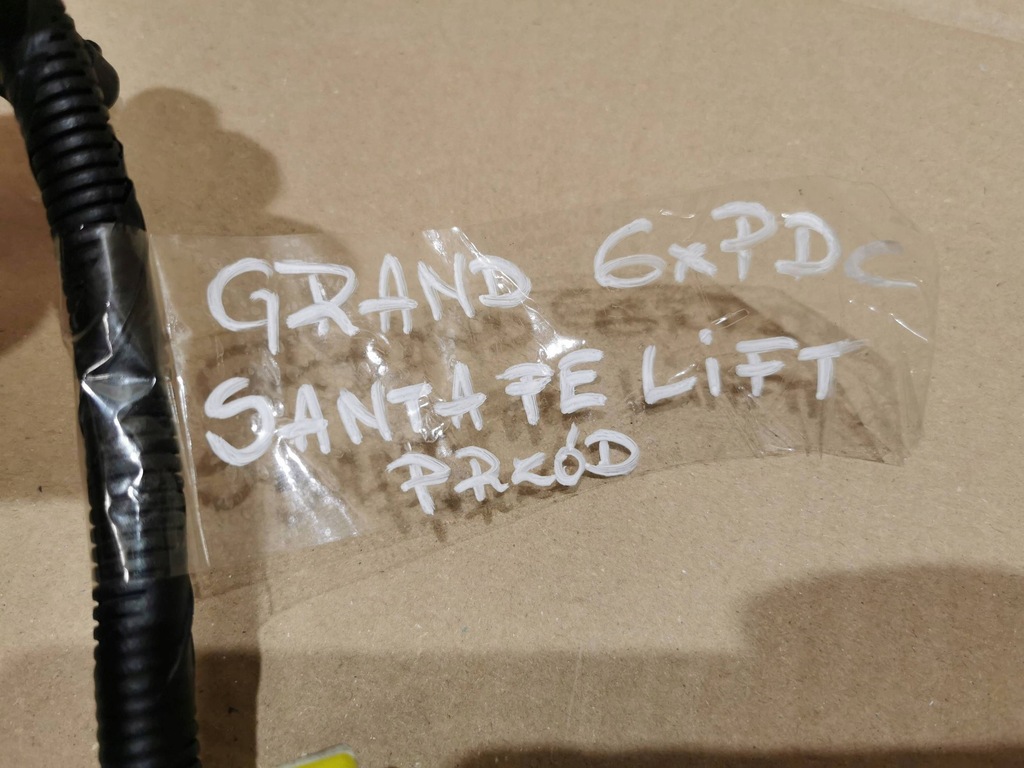 GRAND 6xPDC
SANTA FE LiFT
PRZÓD